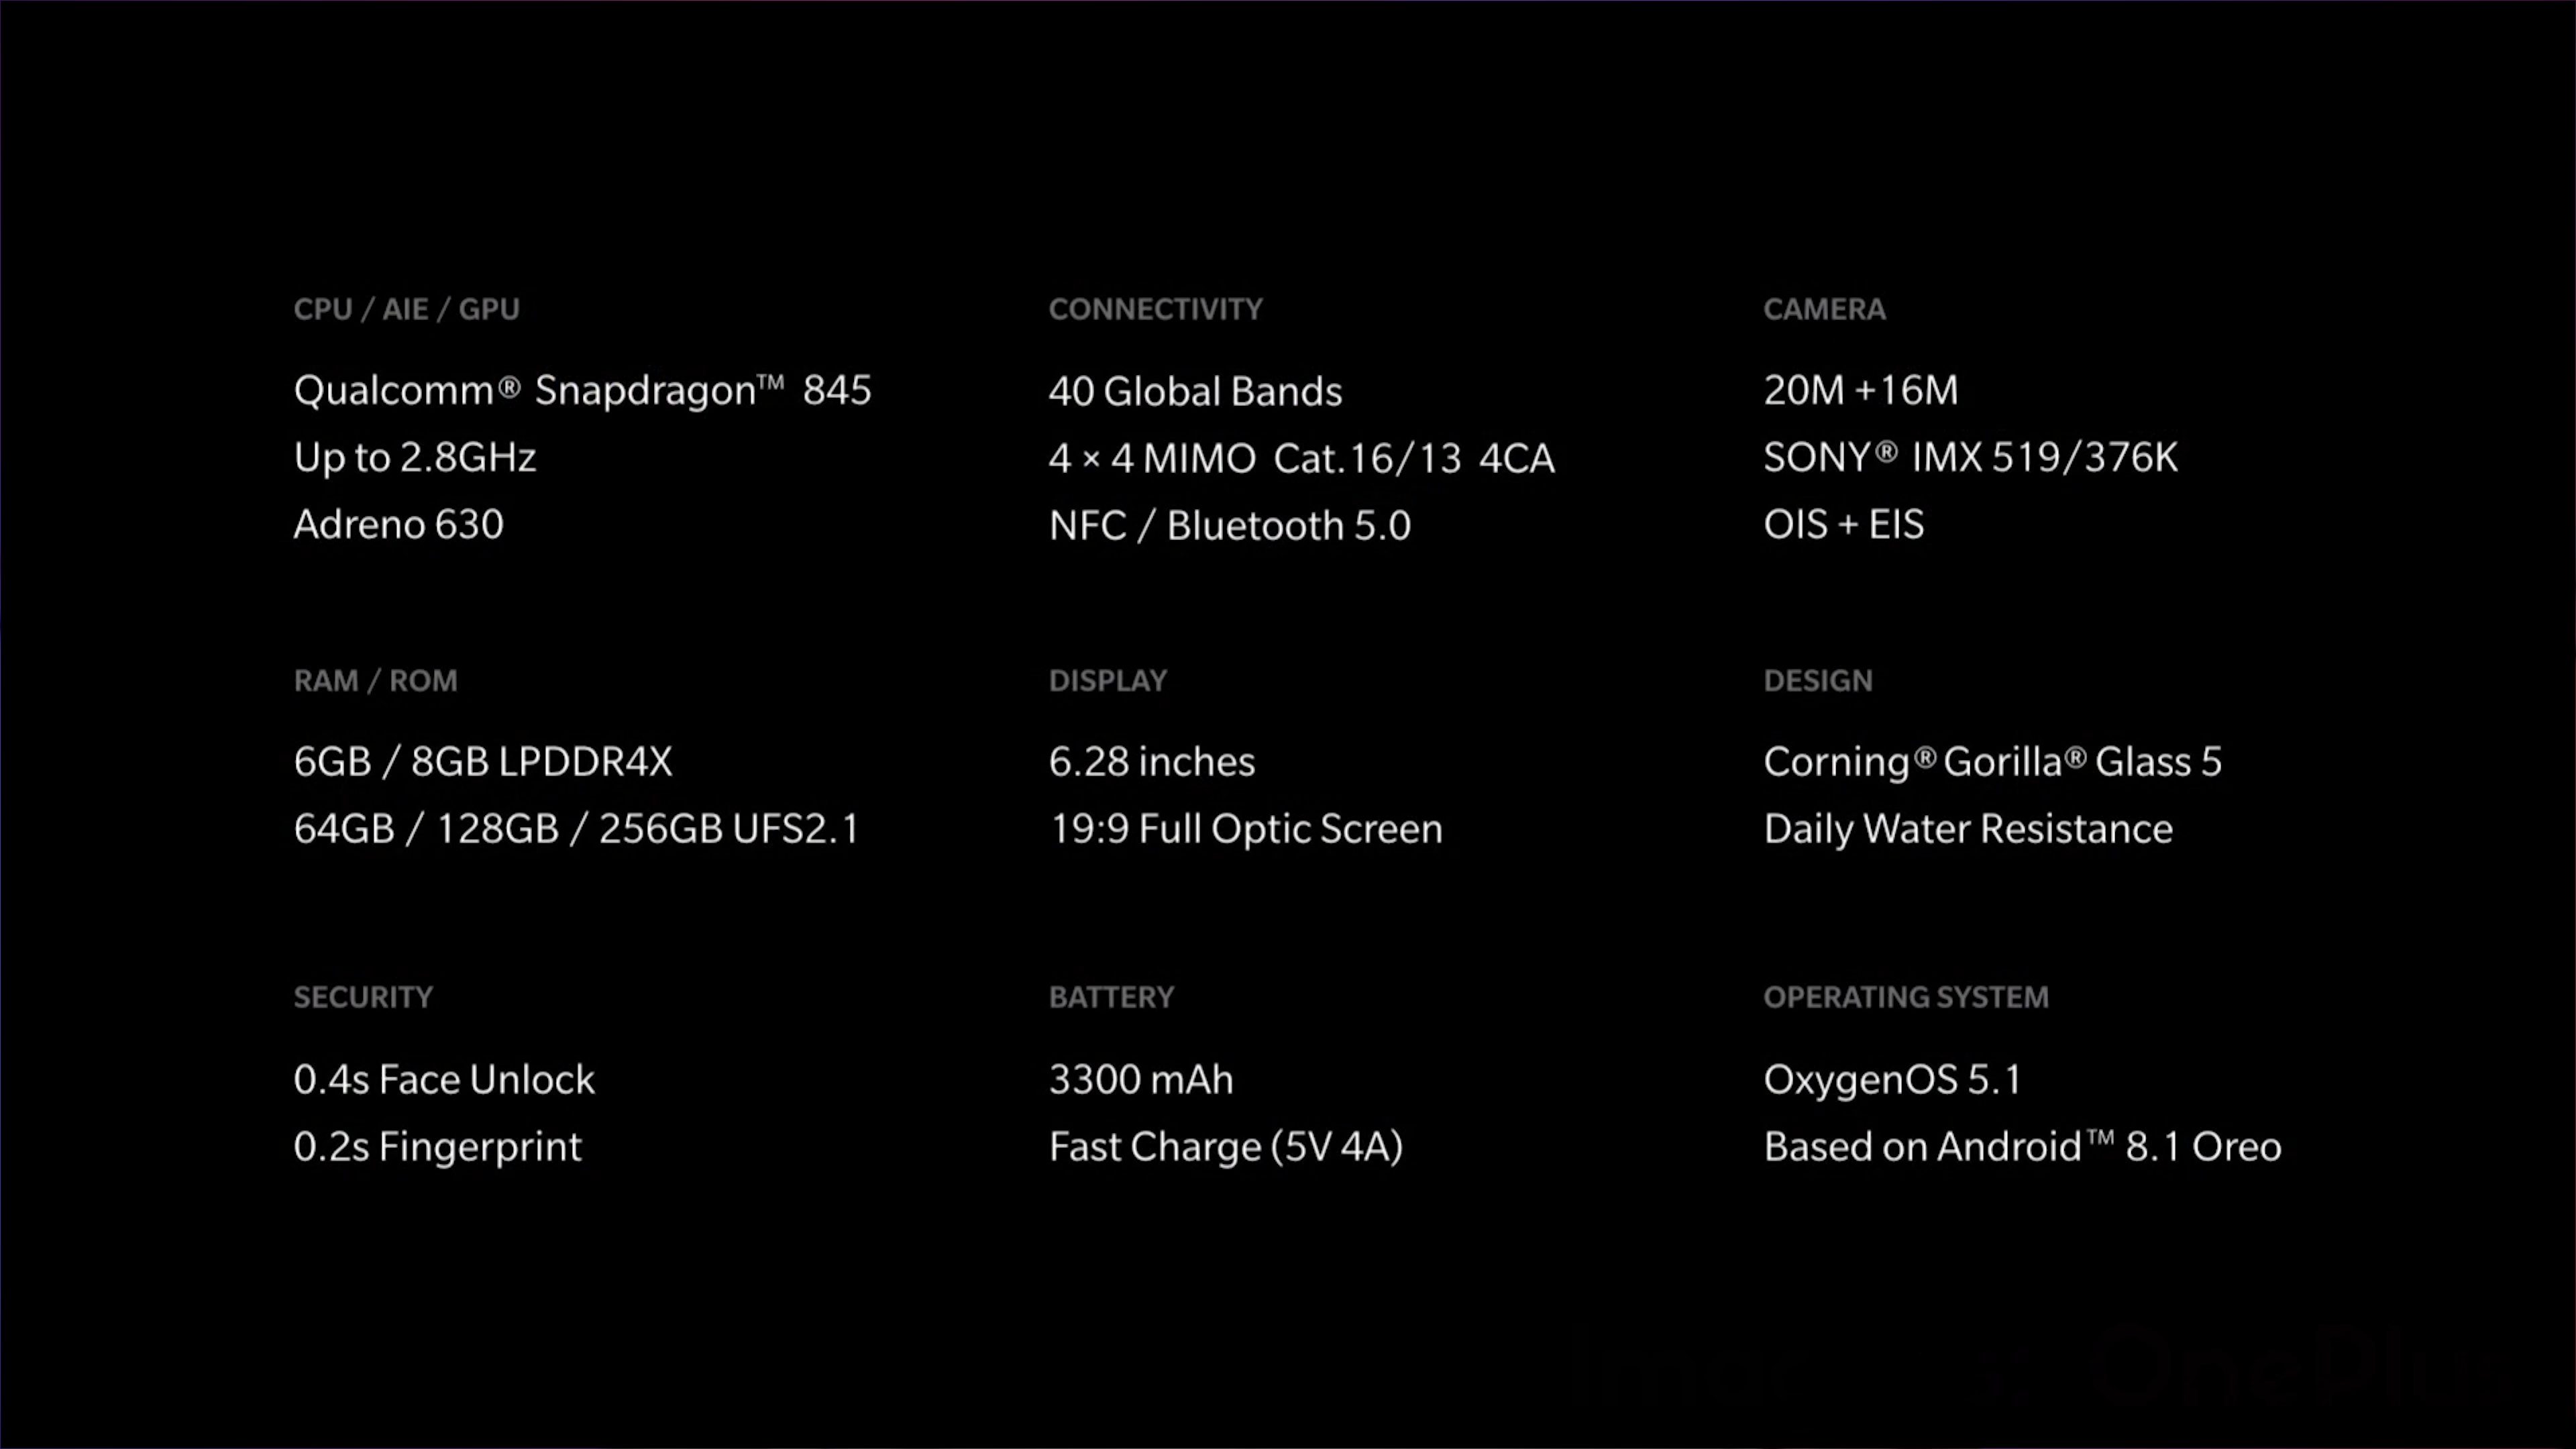 CPU / AIE / GPU
Qualcomm® Snapdragon™ 845
Up to 2.8GHz
Adreno 630
CONNECTIVITY
40 Global Bands
4 × 4 MIMO Cat.16/13 4CA
NFC / Bluetooth 5.0
CAMERA
20M +16M
SONY® IMX 519/376K
OIS + EIS
RAM / ROM
6GB / 8GB LPDDR4X
64GB / 128GB / 256GB UFS2.1
DISPLAY
6.28 inches
19:9 Full Optic Screen
DESIGN
Corning® Gorilla® Glass 5
Daily Water Resistance
SECURITY
0.4s Face Unlock
0.2s Fingerprint
BATTERY
3300 mAh
Fast Charge (5V 4A)
OPERATING SYSTEM
OxygenOS 5.1
Based on Android™ 8.1 Oreo
OnePlus